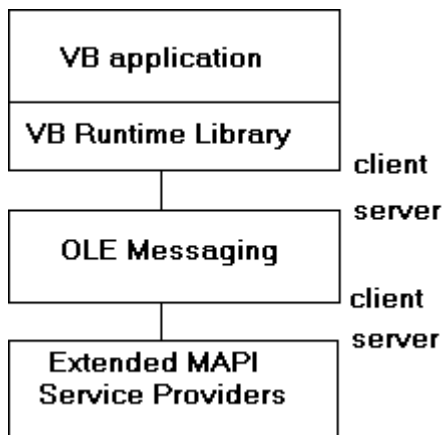 VB application
VB Runtime Library
client
server
OLE Messaging
client
server
Extended MAPI
Service Providers